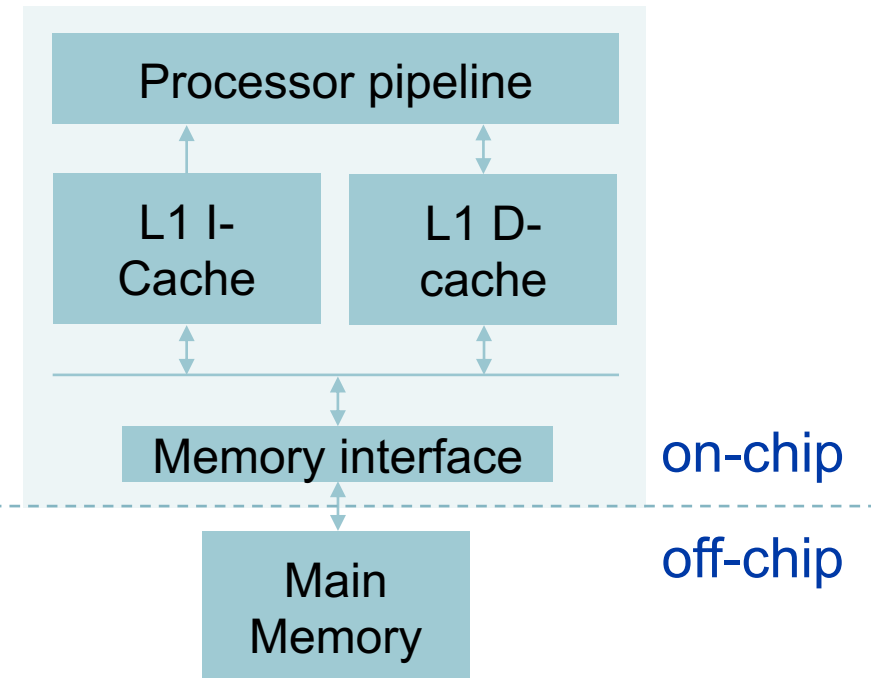 Processor pipeline
L1 I-
Cache
L1 D-
cache
Memory interface
on-chip
off-chip
Main
Memory